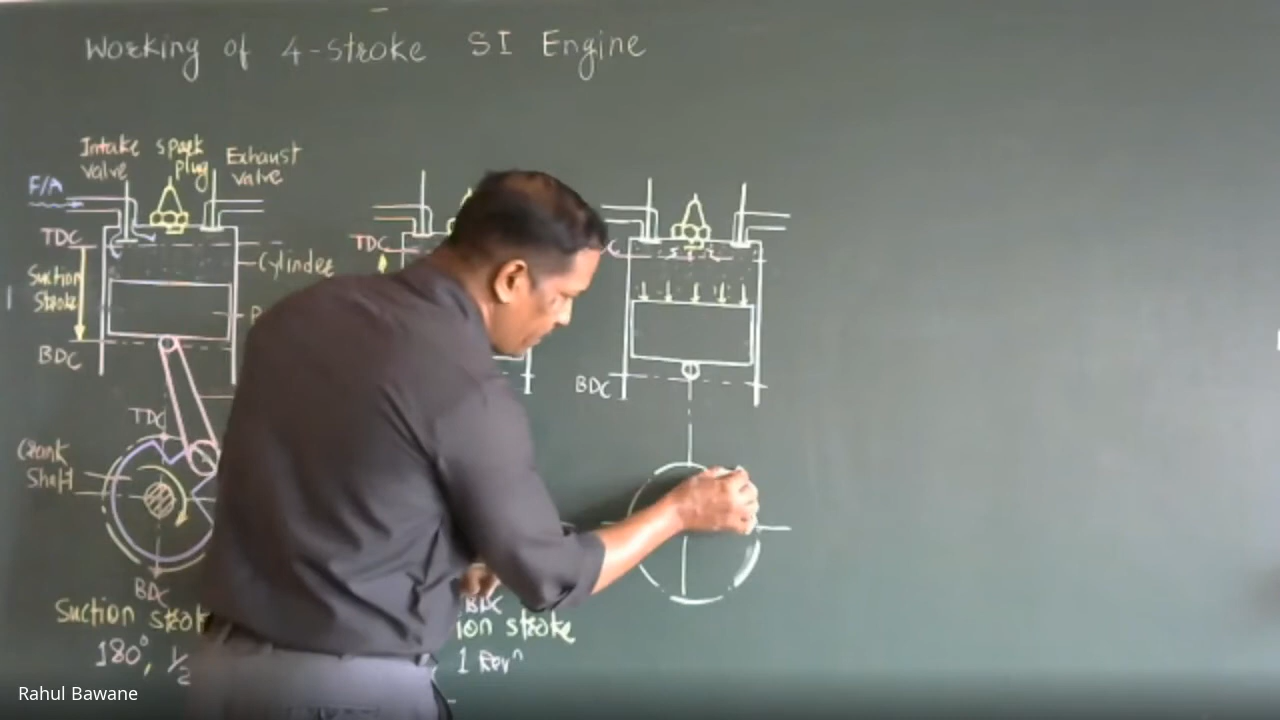 Working of 4-stroke SI Engine
Intake valve
spark plug
Exhaust valve
F/A
TDC
Suction Stroke
BDC
Cylinder
TDC
Crank Shaft
BDC
Suction
180°, 1/2
TDC
BDC
ion stroke
1 Revn
BDC
Rahul Bawane